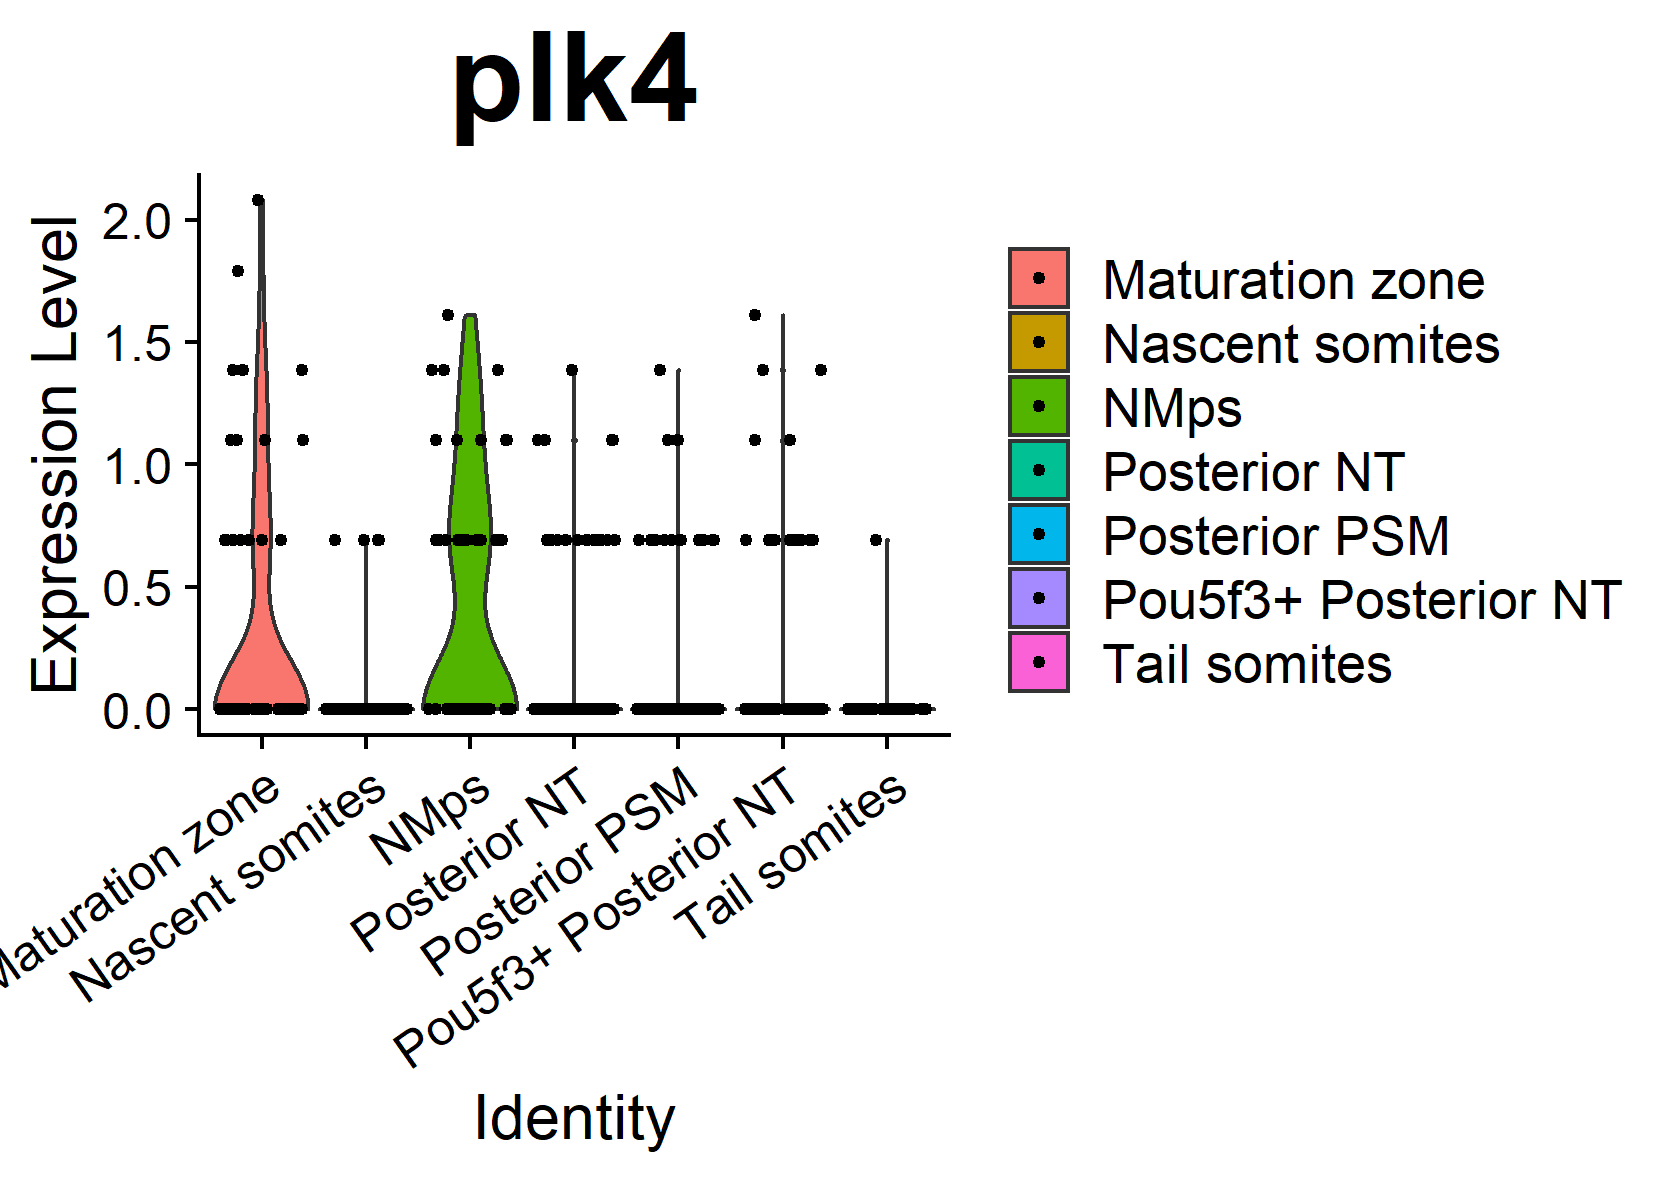 plk4
Expression Level
2.0
1.5
1.0
0.5
0.0
Maturation zone
Nascent somites
NMps
Posterior NT
Posterior PSM
Pou5f3+ Posterior NT
Tail somites
Identity
Maturation zone
Nascent somites
NMps
Posterior NT
Posterior PSM
Pou5f3+ Posterior NT
Tail somites